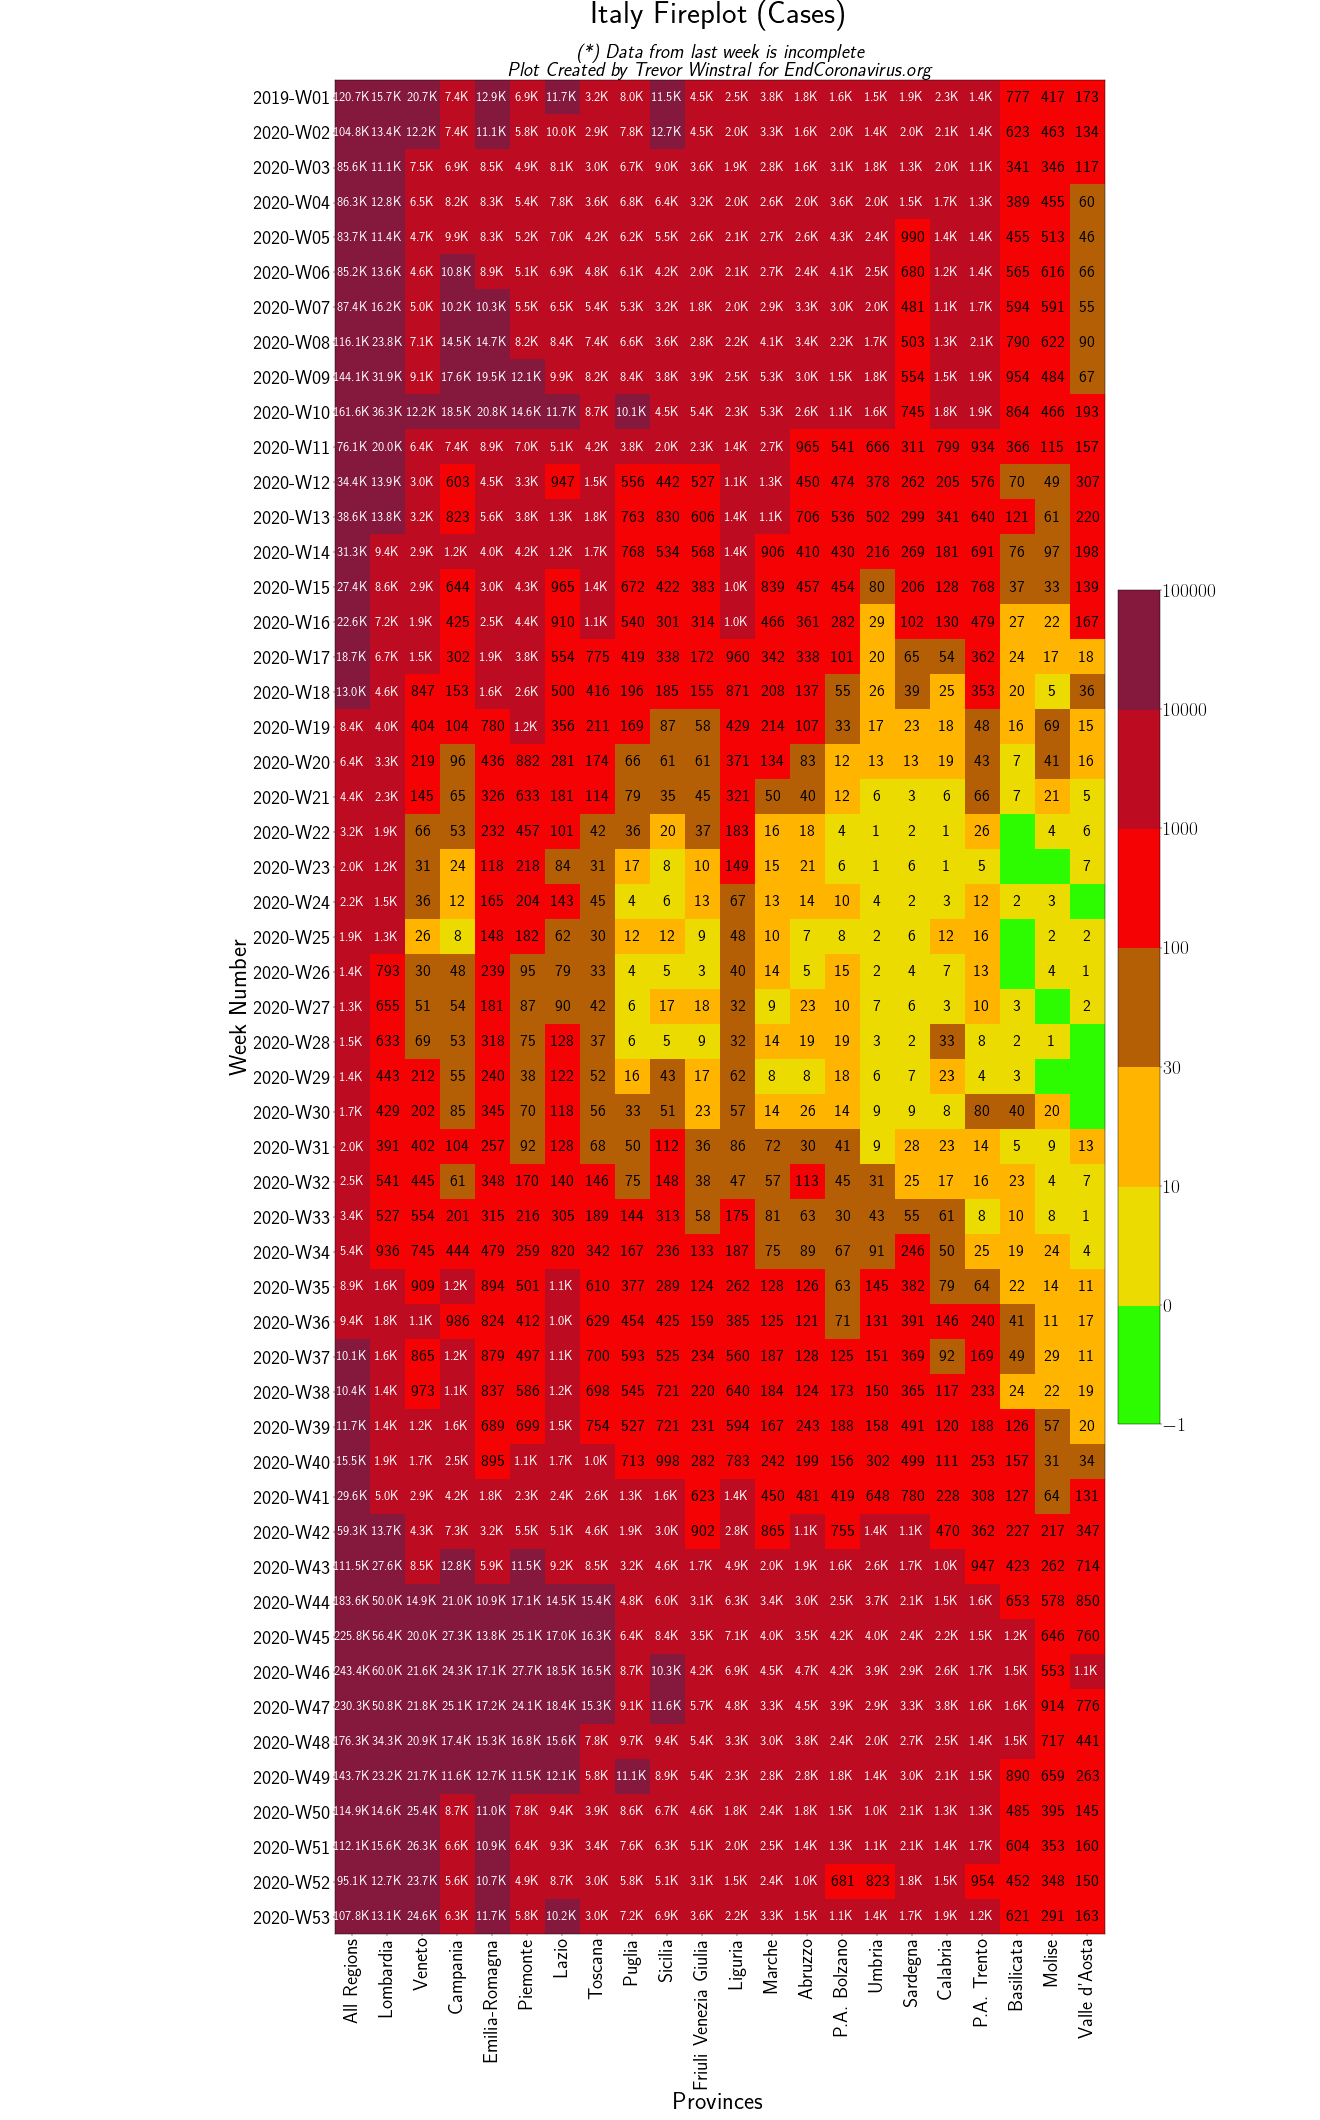 Italy Fireplot (Cases)
(*) Data from last week is incomplete
Plot Created by Trevor Winstral for EndCoronavirus.org
2019-W01 120.7K 15.7K 20.7K 7.4K 12.9K 6.9K 11.7K 3.2K 8.0K 11.5K 4.5K 2.5K 3.8K 1.8K 1.6K 1.5K 1.9K 2.3K 1.4K 777 417 173
2020-W02 104.8K 13.4K 12.2K 7.4K 11.1K 5.8K 10.0K 2.9K 7.8K 12.7K 4.5K 2.0K 3.3K 1.6K 2.0K 1.4K 2.0K 2.1K 1.4K 623 463 134
2020-W03 85.6K 11.1K 7.5K 6.9K 8.5K 4.9K 8.1K 3.0K 6.7K 9.0K 3.6K 1.9K 2.8K 1.6K 3.1K 1.8K 1.3K 2.0K 1.1K 341 346 117
2020-W04 86.3K 12.8K 6.5K 8.2K 8.3K 5.4K 7.8K 3.6K 6.8K 6.4K 3.2K 2.0K 2.6K 2.0K 3.6K 2.0K 1.5K 1.7K 1.3K 389 455 60
2020-W05 83.7K 11.4K 4.7K 9.9K 8.3K 5.2K 7.0K 4.2K 6.2K 5.5K 2.6K 2.1K 2.7K 2.6K 4.3K 2.4K 990 1.4K 1.4K 455 513 46
2020-W06 85.2K 13.6K 4.6K 10.8K 8.9K 5.1K 6.9K 4.8K 6.1K 4.2K 2.0K 2.1K 2.7K 2.4K 4.1K 2.5K 680 1.2K 1.4K 565 616 66
2020-W07 87.4K 16.2K 5.0K 10.2K 10.3K 5.5K 6.5K 5.4K 5.3K 3.2K 1.8K 2.0K 2.9K 3.3K 3.0K 2.0K 481 1.1K 1.7K 594 591 55
2020-W08 116.1K 23.8K 7.1K 14.5K 14.7K 8.2K 8.4K 7.4K 6.6K 3.6K 2.8K 2.2K 4.1K 3.4K 2.2K 1.7K 503 1.3K 2.1K 790 622 90
2020-W09 144.1K 31.9K 9.1K 17.6K 19.5K 12.1K 9.9K 8.2K 8.4K 3.8K 3.9K 2.5K 5.3K 3.0K 1.5K 1.8K 554 1.5K 1.9K 954 484 67
2020-W10 161.6K 36.3K 12.2K 18.5K 20.8K 14.6K 11.7K 8.7K 10.1K 4.5K 5.4K 2.3K 5.3K 2.6K 1.1K 1.6K 745 1.8K 1.9K 864 466 193
2020-W11 76.1K 20.0K 6.4K 7.4K 8.9K 7.0K 5.1K 4.2K 3.8K 2.0K 2.3K 1.4K 2.7K 965 541 666 311 799 934 366 115 157
2020-W12 34.4K 13.9K 3.0K 603 4.5K 3.3K 947 1.5K 556 442 527 1.1K 1.3K 450 474 378 262 205 576 70 49 307
2020-W13 38.6K 13.8K 3.2K 823 5.6K 3.8K 1.3K 1.8K 763 830 606 1.4K 1.1K 706 536 502 299 341 640 121 61 220
2020-W14 31.3K 9.4K 2.9K 1.2K 4.0K 4.2K 1.2K 1.7K 768 534 568 1.4K 906 410 430 216 269 181 691 76 97 198
2020-W15 27.4K 8.6K 2.9K 644 3.0K 4.3K 965 1.4K 672 422 383 1.0K 839 457 454 80 206 128 768 37 33 139
2020-W16 22.6K 7.2K 1.9K 425 2.5K 4.4K 910 1.1K 540 301 314 1.0K 466 361 282 29 102 130 479 27 22 167
2020-W17 18.7K 6.7K 1.5K 302 1.9K 3.8K 554 775 419 338 172 960 342 338 101 20 65 54 362 24 17 18
2020-W18 13.0K 4.6K 847 153 1.6K 2.6K 500 416 196 185 155 871 208 137 55 26 39 25 353 20 5 36
2020-W19 8.4K 4.0K 404 104 780 1.2K 356 211 169 87 58 429 214 107 33 17 23 18 48 16 69 15
2020-W20 6.4K 3.3K 219 96 436 882 281 174 66 61 61 371 134 83 12 13 13 19 43 7 41 16
2020-W21 4.4K 2.3K 145 65 326 633 181 114 79 35 45 321 50 40 12 6 3 6 66 7 21 5
2020-W22 3.2K 1.9K 66 53 232 457 101 42 36 20 37 183 16 18 4 1 2 1 26 4 6
2020-W23 2.0K 1.2K 31 24 118 218 84 31 17 8 10 149 15 21 6 1 6 1 5 7
2020-W24 2.2K 1.5K 36 12 165 204 143 45 4 6 13 67 13 14 10 4 2 3 12 2 3
2020-W25 1.9K 1.3K 26 8 148 182 62 30 12 12 9 48 10 7 8 2 6 12 16 2 2
2020-W26 1.4K 793 30 48 239 95 79 33 4 5 3 40 14 5 15 2 4 7 13 4 1
2020-W27 1.3K 655 51 54 181 87 90 42 6 17 18 32 9 23 10 7 6 3 10 3 2
2020-W28 1.5K 633 69 53 318 75 128 37 6 5 9 32 14 19 19 3 2 33 8 2 1
2020-W29 1.4K 443 212 55 240 38 122 52 16 43 17 62 8 8 18 6 7 23 4 3
2020-W30 1.7K 429 202 85 345 70 118 56 33 51 23 57 14 26 14 9 9 8 80 40 20
2020-W31 2.0K 391 402 104 257 92 128 68 50 112 36 86 72 30 41 9 28 23 14 5 9 13
2020-W32 2.5K 541 445 61 348 170 140 146 75 148 38 47 57 113 45 31 25 17 16 23 4 7
2020-W33 3.4K 527 554 201 315 216 305 189 144 313 58 175 81 63 30 43 55 61 8 10 8 1
2020-W34 5.4K 936 745 444 479 259 820 342 167 236 133 187 75 89 67 91 246 50 25 19 24 4
2020-W35 8.9K 1.6K 909 1.2K 894 501 1.1K 610 377 289 124 262 128 126 63 145 382 79 64 22 14 11
2020-W36 9.4K 1.8K 1.1K 986 824 412 1.0K 629 454 425 159 385 125 121 71 131 391 146 240 41 11 17
2020-W37 10.1K 1.6K 865 1.2K 879 497 1.1K 700 593 525 234 560 187 128 125 151 369 92 169 49 29 11
2020-W38 10.4K 1.4K 973 1.1K 837 586 1.2K 698 545 721 220 640 184 124 173 150 365 117 233 24 22 19
2020-W39 11.7K 1.4K 1.2K 1.6K 689 699 1.5K 754 527 721 231 594 167 243 188 158 491 120 188 126 57 20
2020-W40 15.5K 1.9K 1.7K 2.5K 895 1.1K 1.7K 1.0K 713 998 282 783 242 199 156 302 499 111 253 157 31 34
2020-W41 29.6K 5.0K 2.9K 4.2K 1.8K 2.3K 2.4K 2.6K 1.3K 1.6K 623 1.4K 450 481 419 648 780 228 308 127 64 131
2020-W42 59.3K 13.7K 4.3K 7.3K 3.2K 5.5K 5.1K 4.6K 1.9K 3.0K 902 2.8K 865 1.1K 755 1.4K 1.1K 470 362 227 217 347
2020-W43 111.5K 27.6K 8.5K 12.8K 5.9K 11.5K 9.2K 8.5K 3.2K 4.6K 1.7K 4.9K 2.0K 1.9K 1.6K 2.6K 1.7K 1.0K 947 423 262 714
2020-W44 183.6K 50.0K 14.9K 21.0K 10.9K 17.1K 14.5K 15.4K 4.8K 6.0K 3.1K 6.3K 3.4K 3.0K 2.5K 3.7K 2.1K 1.5K 1.6K 653 578 850
2020-W45 225.8K 56.4K 20.0K 27.3K 13.8K 25.1K 17.0K 16.3K 6.4K 8.4K 3.5K 7.1K 4.0K 3.5K 4.2K 4.0K 2.4K 2.2K 1.5K 1.2K 646 760
2020-W46 243.4K 60.0K 21.6K 24.3K 17.1K 27.7K 18.5K 16.5K 8.7K 10.3K 4.2K 6.9K 4.5K 4.7K 4.2K 3.9K 2.9K 2.6K 1.7K 1.5K 553 1.1K
2020-W47 230.3K 50.8K 21.8K 25.1K 17.2K 24.1K 18.4K 15.3K 9.1K 11.6K 5.7K 4.8K 3.3K 4.5K 3.9K 2.9K 3.3K 3.8K 1.6K 1.6K 914 776
2020-W48 176.3K 34.3K 20.9K 17.4K 15.3K 16.8K 15.6K 7.8K 9.7K 9.4K 5.4K 3.3K 3.0K 3.8K 2.4K 2.0K 2.7K 2.5K 1.4K 1.5K 717 441
2020-W49 143.7K 23.2K 21.7K 11.6K 12.7K 11.5K 12.1K 5.8K 11.1K 8.9K 5.4K 2.3K 2.8K 2.8K 1.8K 1.4K 3.0K 2.1K 1.5K 890 659 263
2020-W50 114.9K 14.6K 25.4K 8.7K 11.0K 7.8K 9.4K 3.9K 8.6K 6.7K 4.6K 1.8K 2.4K 1.8K 1.5K 1.0K 2.1K 1.3K 1.3K 485 395 145
2020-W51 112.1K 15.6K 26.3K 6.6K 10.9K 6.4K 9.3K 3.4K 7.6K 6.3K 5.1K 2.0K 2.5K 1.4K 1.3K 1.1K 2.1K 1.4K 1.7K 604 353 160
2020-W52 95.1K 12.7K 23.7K 5.6K 10.7K 4.9K 8.7K 3.0K 5.8K 5.1K 3.1K 1.5K 2.4K 1.0K 681 823 1.8K 1.5K 954 452 348 150
2020-W53 107.8K 13.1K 24.6K 6.3K 11.7K 5.8K 10.2K 3.0K 7.2K 6.9K 3.6K 2.2K 3.3K 1.5K 1.1K 1.4K 1.7K 1.9K 1.2K 621 291 163
Week Number
All Regions
Lombardia
Veneto
Campania
Emilia-Romagna
Piemonte
Lazio
Toscana
Puglia
Sicilia
Friuli Venezia Giulia
Liguria
Marche
Abruzzo
P.A. Bolzano
Umbria
Sardegna
Calabria
P.A. Trento
Basilicata
Molise
Valle d'Aosta
Provinces
100000
10000
1000
100
30
10
0
−1